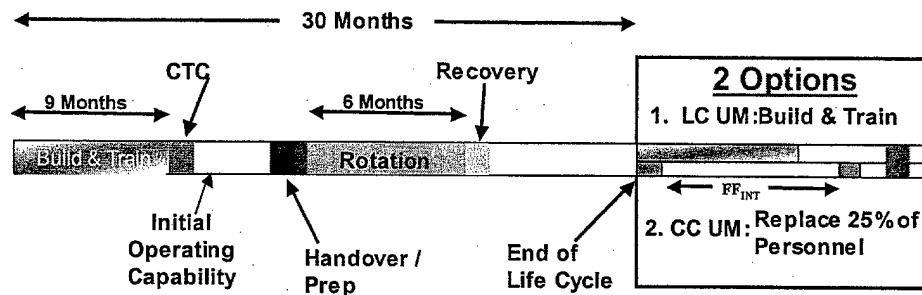 30 Months
CTC
Recovery
9 Months
6 Months
Build & Train
Rotation
Initial
Operating
Capability
Handover /
Prep
End of
Life Cycle
2 Options
1. LC UM:Build & Train
FFINT
2. CC UM: Replace 25% of
Personnel